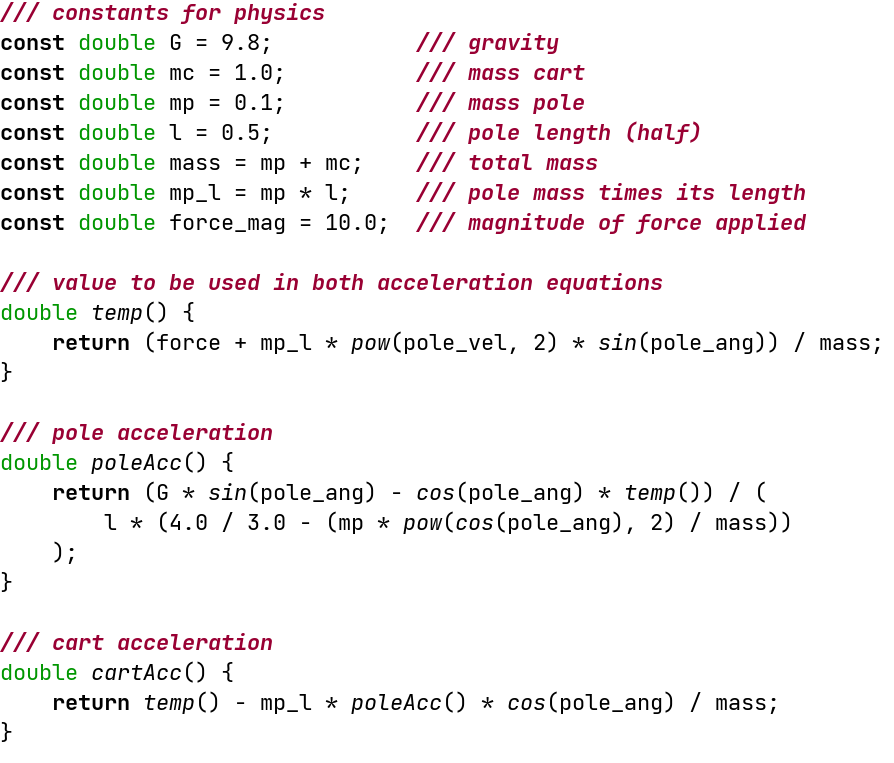 /// constants for physics
const double G = 9.8;           /// gravity
const double mc = 1.0;          /// mass cart
const double mp = 0.1;          /// mass pole
const double l = 0.5;           /// pole length (half)
const double mass = mp + mc;    /// total mass
const double mp_l = mp * l;     /// pole mass times its length
const double force_mag = 10.0;  /// magnitude of force applied

/// value to be used in both acceleration equations
double temp() {
    return (force + mp_l * pow(pole_vel, 2) * sin(pole_ang)) / mass;
}

/// pole acceleration
double poleAcc() {
    return (G * sin(pole_ang) - cos(pole_ang) * temp()) / (
        l * (4.0 / 3.0 - (mp * pow(cos(pole_ang), 2) / mass))
    );
}

/// cart acceleration
double cartAcc() {
    return temp() - mp_l * poleAcc() * cos(pole_ang) / mass;
}